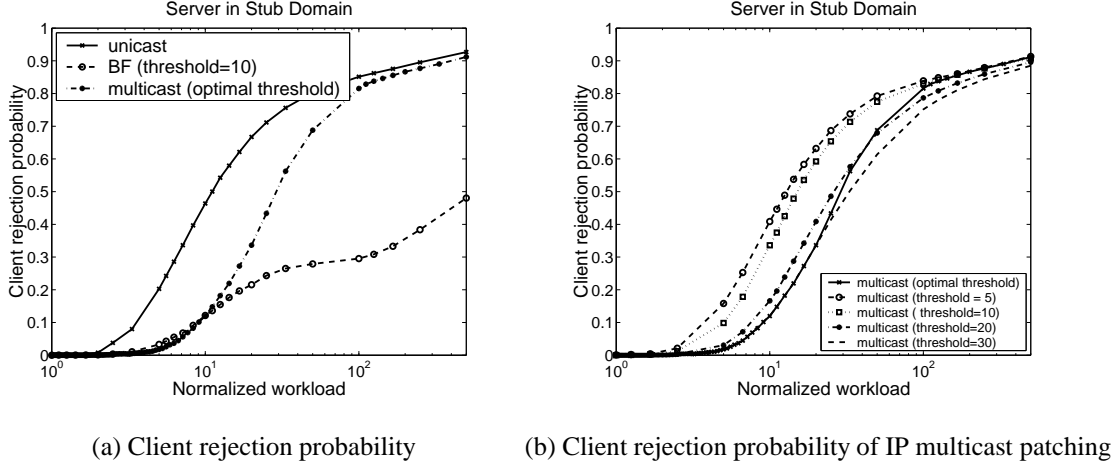 Server in Stub Domain
1
0.9
0.8
0.7
0.6
0.5
0.4
0.3
0.2
0.1
0
Client rejection probability
unicast
BF (threshold=10)
multicast (optimal threshold)
10^0
10^1
10^2
Normalized workload
(a) Client rejection probability
Server in Stub Domain
1
0.9
0.8
0.7
0.6
0.5
0.4
0.3
0.2
0.1
0
Client rejection probability
multicast (optimal threshold)
multicast (threshold = 5)
multicast ( threshold=10)
multicast (threshold=20)
multicast (threshold=30)
10^0
10^1
10^2
Normalized workload
(b) Client rejection probability of IP multicast patching